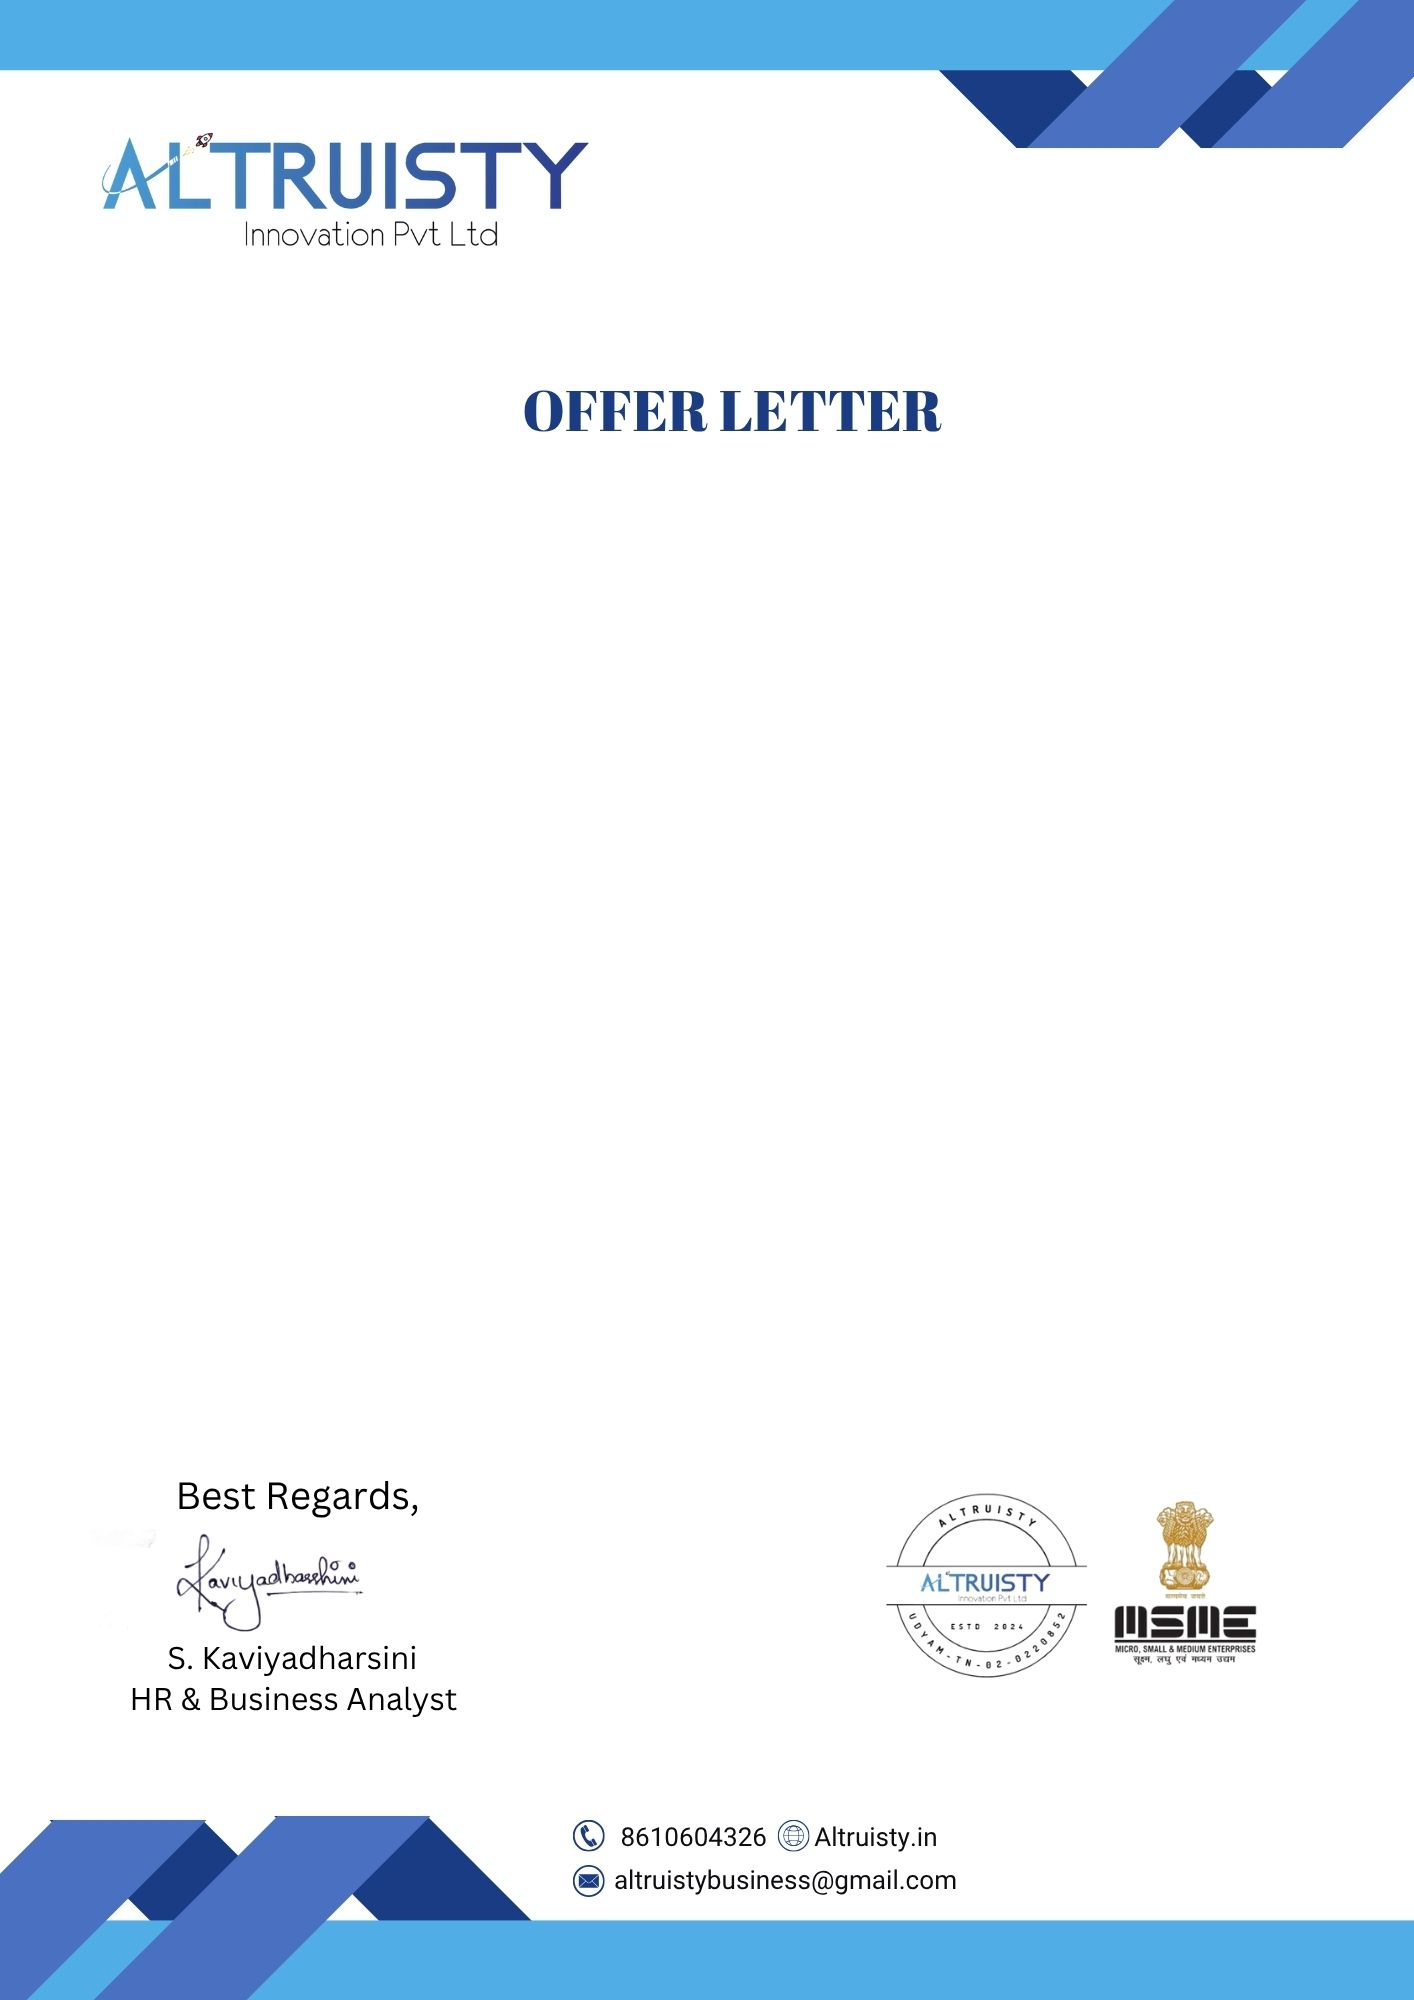 ALTRUISTY
Innovation Pvt Ltd
OFFER LETTER
Best Regards,
Kaviyadharshini
S. Kaviyadharsini
HR & Business Analyst
ALTRUISTY
ALTRUISTY
Innovation Pvt Ltd
ESTD 2024
UDYAM-TN-02-0220852
सत्यमेव जयते
MSME
MICRO, SMALL & MEDIUM ENTERPRISES
सूक्ष्म, लघु एवं मध्यम उद्यम
8610604326 Altruisty.in
altruistybusiness@gmail.com